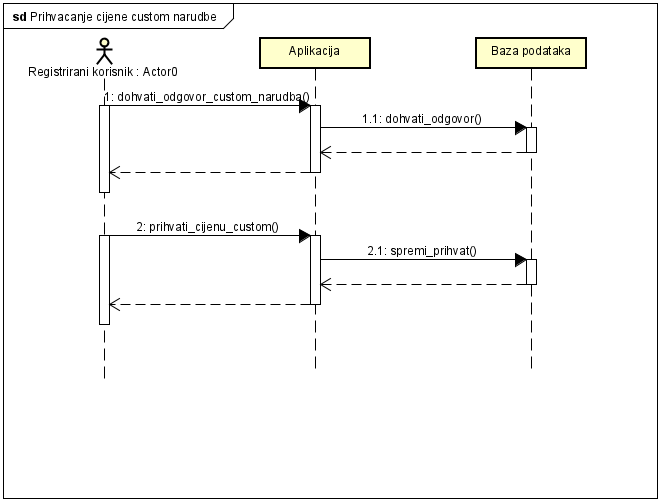 sd Prihvacanje cijene custom narudbe
Registrirani korisnik : Actor0
Aplikacija
Baza podataka
1: dohvati_odgovor_custom_narudba()
1.1: dohvati_odgovor()
2: prihvati_cijenu_custom()
2.1: spremi_prihvat()